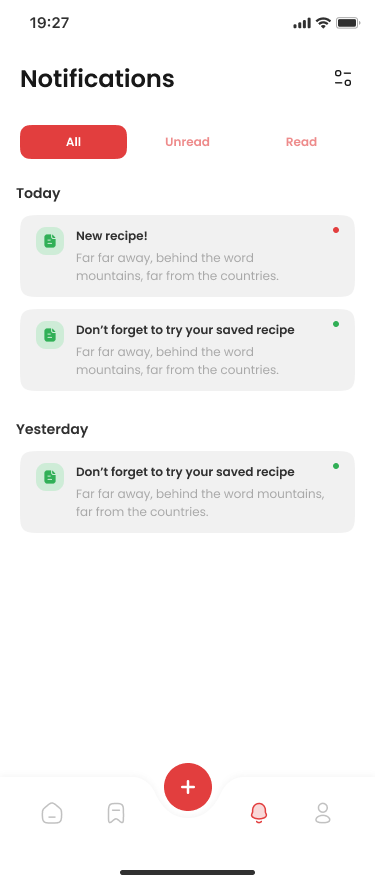 19:27
Notifications
All
Unread
Read
Today
New recipe!
Far far away, behind the word
mountains, far from the countries.
Don’t forget to try your saved recipe
Far far away, behind the word
mountains, far from the countries.
Yesterday
Don’t forget to try your saved recipe
Far far away, behind the word mountains,
far from the countries.